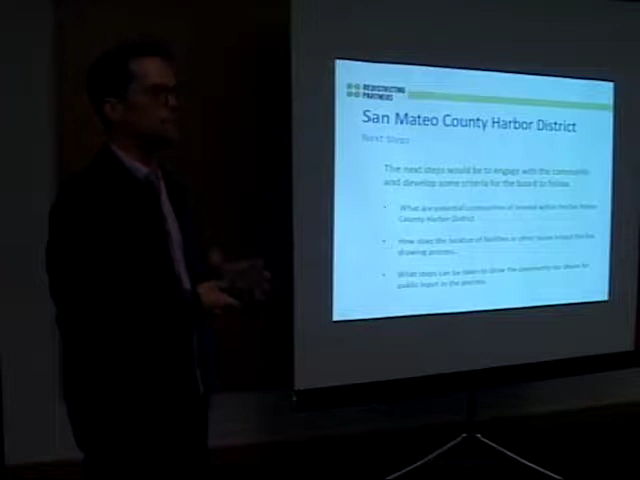 REDISTRICTING
PARTNERS
San Mateo County Harbor District
Next Steps
The next steps would be to engage with the community
and develop some criteria for the board to follow.
What are potential communities of interest within the San Mateo
County Harbor District
How does the location of facilities or other issues impact the line
drawing process...
What steps can be taken to the community for
public input in the process.